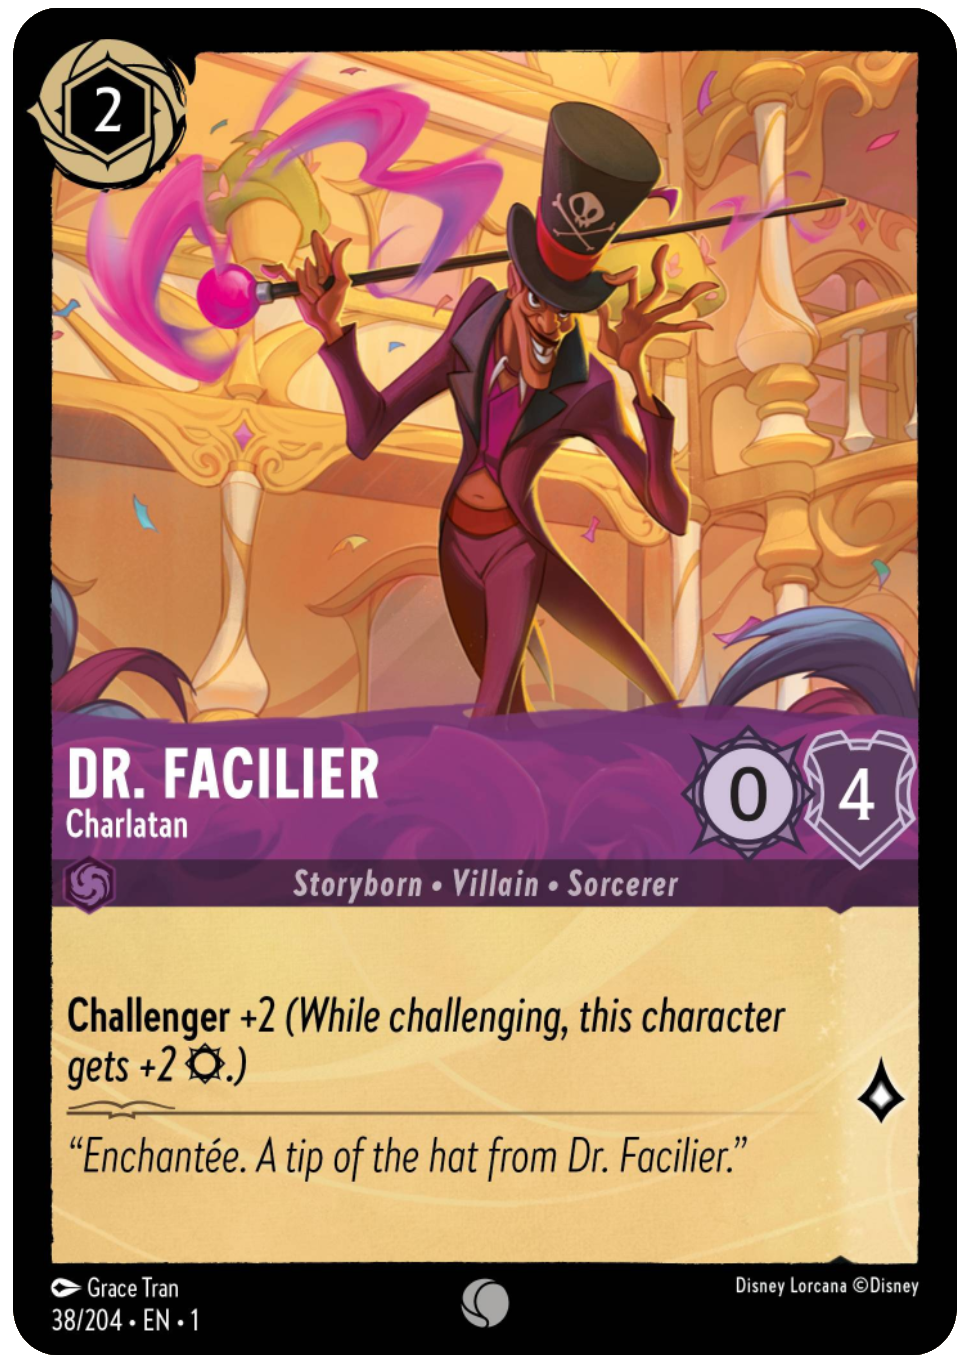 2
DR. FACILIER
Charlatan
0
4
Storyborn • Villain • Sorcerer
Challenger +2 (While challenging, this character
gets +2 .)
“Enchantée. A tip of the hat from Dr. Facilier.”
Grace Tran
Disney Lorcana ©Disney
38/204 • EN • 1